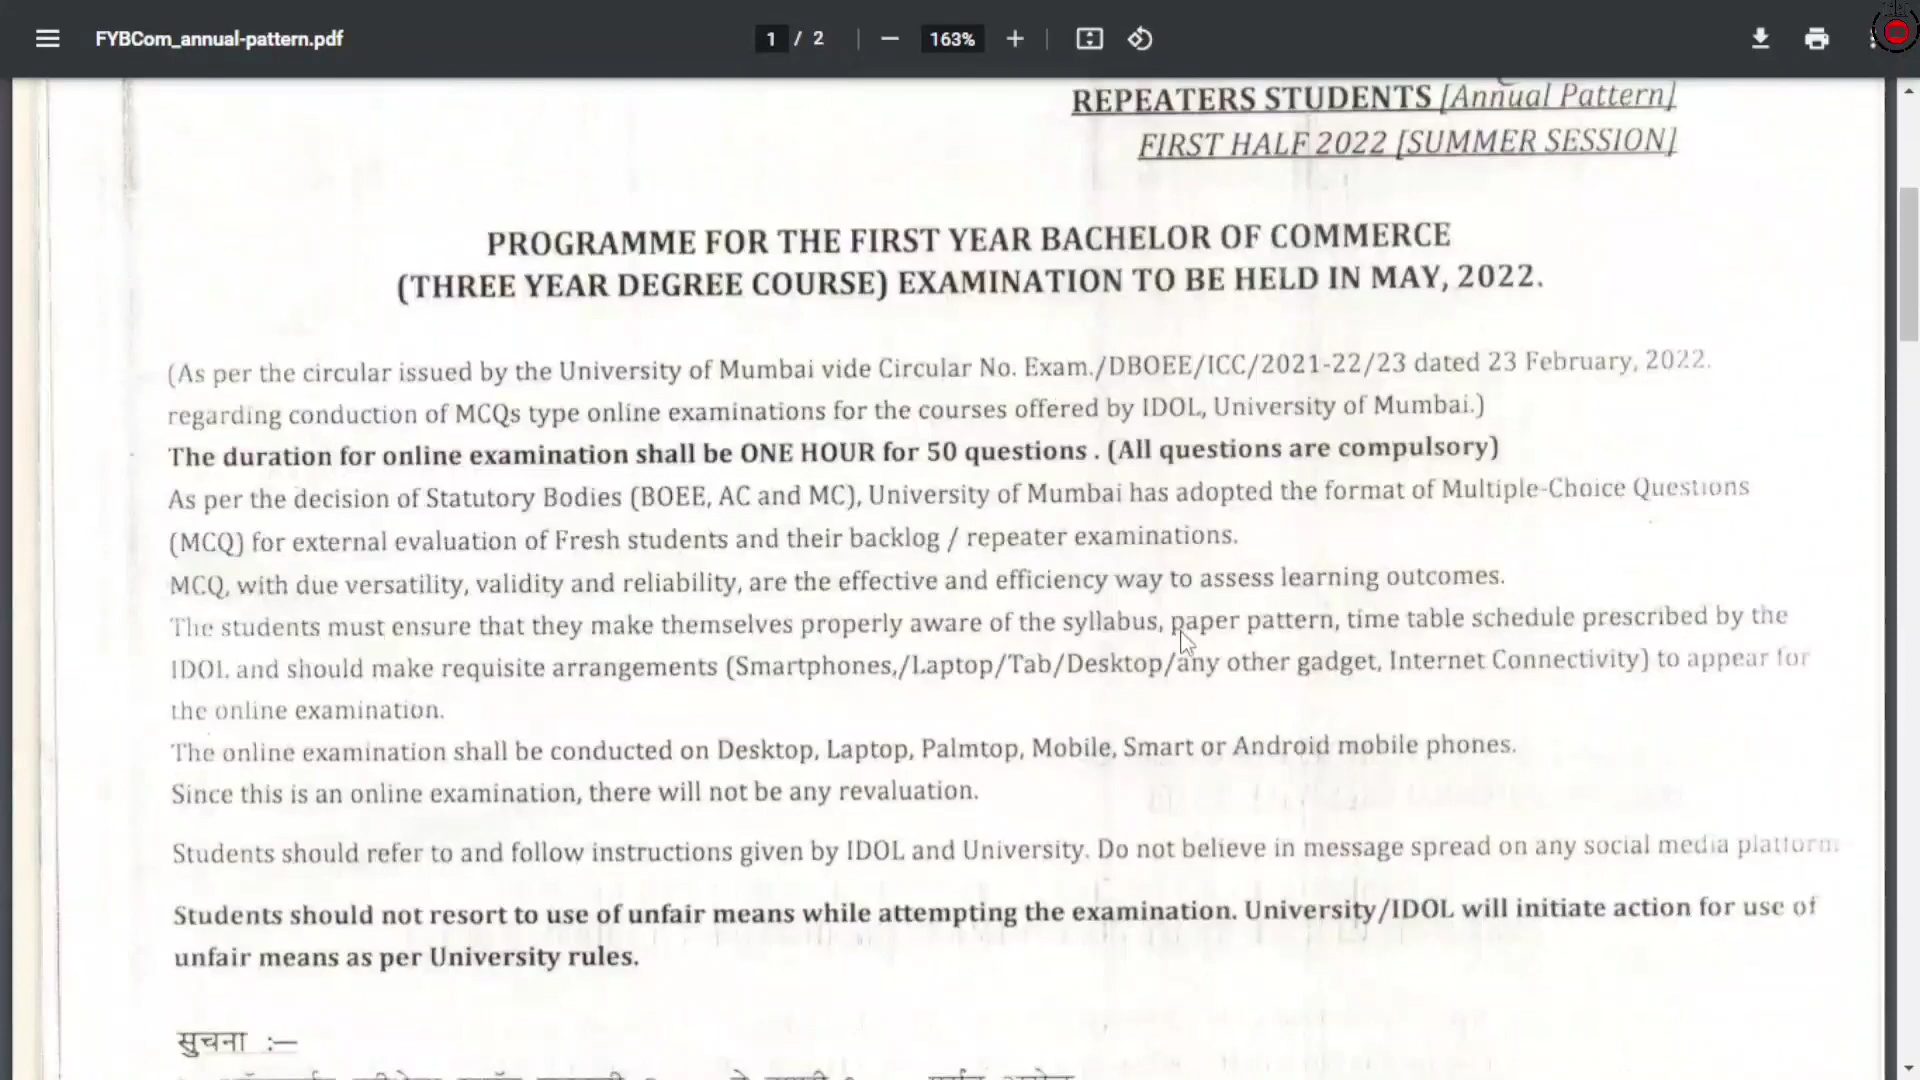 FYBCom_annual-pattern.pdf
1 / 2
163%
REPEATERS STUDENTS [Annual Pattern]
FIRST HALF 2022 [SUMMER SESSION]
PROGRAMME FOR THE FIRST YEAR BACHELOR OF COMMERCE
(THREE YEAR DEGREE COURSE) EXAMINATION TO BE HELD IN MAY, 2022.
(As per the circular issued by the University of Mumbai vide Circular No. Exam./DBOEE/ICC/2021-22/23 dated 23 February, 2022.
regarding conduction of MCQs type online examinations for the courses offered by IDOL, University of Mumbai.)
The duration for online examination shall be ONE HOUR for 50 questions . (All questions are compulsory)
As per the decision of Statutory Bodies (BOEE, AC and MC), University of Mumbai has adopted the format of Multiple-Choice Questions
(MCQ) for external evaluation of Fresh students and their backlog / repeater examinations.
MCQ, with due versatility, validity and reliability, are the effective and efficiency way to assess learning outcomes.
The students must ensure that they make themselves properly aware of the syllabus, paper pattern, time table schedule prescribed by the
IDOL and should make requisite arrangements (Smartphones,/Laptop/Tab/Desktop/any other gadget, Internet Connectivity) to appear for
the online examination.
The online examination shall be conducted on Desktop, Laptop, Palmtop, Mobile, Smart or Android mobile phones.
Since this is an online examination, there will not be any revaluation.
Students should refer to and follow instructions given by IDOL and University. Do not believe in message spread on any social media platform
Students should not resort to use of unfair means while attempting the examination. University/IDOL will initiate action for use of
unfair means as per University rules.
सुचना :—